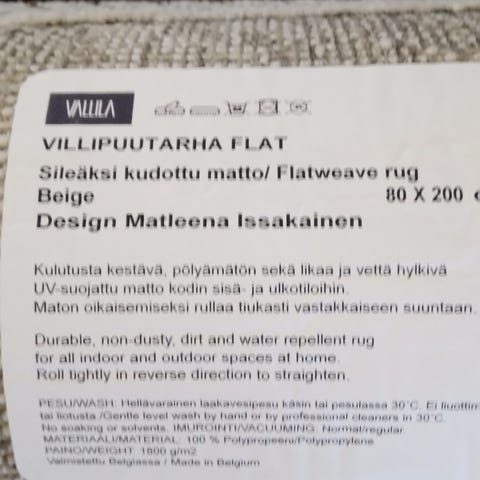 VALLILA
VILLIPUUTARHA FLAT
Sileäksi kudottu matto/ Flatweave rug
Beige 80 X 200
Design Matleena Issakainen
Kulutusta kestävä, pölyämätön sekä likaa ja vettä hylkivä
UV-suojattu matto kodin sisä- ja ulkotiloihin.
Maton oikaisemiseksi rullaa tiukasti vastakkaiseen suuntaan.
Durable, non-dusty, dirt and water repellent rug
for all indoor and outdoor spaces at home.
Roll tightly in reverse direction to straighten.
PESU/WASH: Hellävarainen laakavesipesu käsin tai pesulassa 30°C. Ei liuottim
tai liotusta /Gentle level wash by hand or by professional cleaners in 30°C.
No soaking or solvents. IMUROINTI/VACUUMING: Normal/regular
MATERIAALI/MATERIAL: 100 % Polypropeeni/Polypropylene
PAINO/WEIGHT: 1800 g/m2
Valmistettu Belgiassa / Made in Belgium